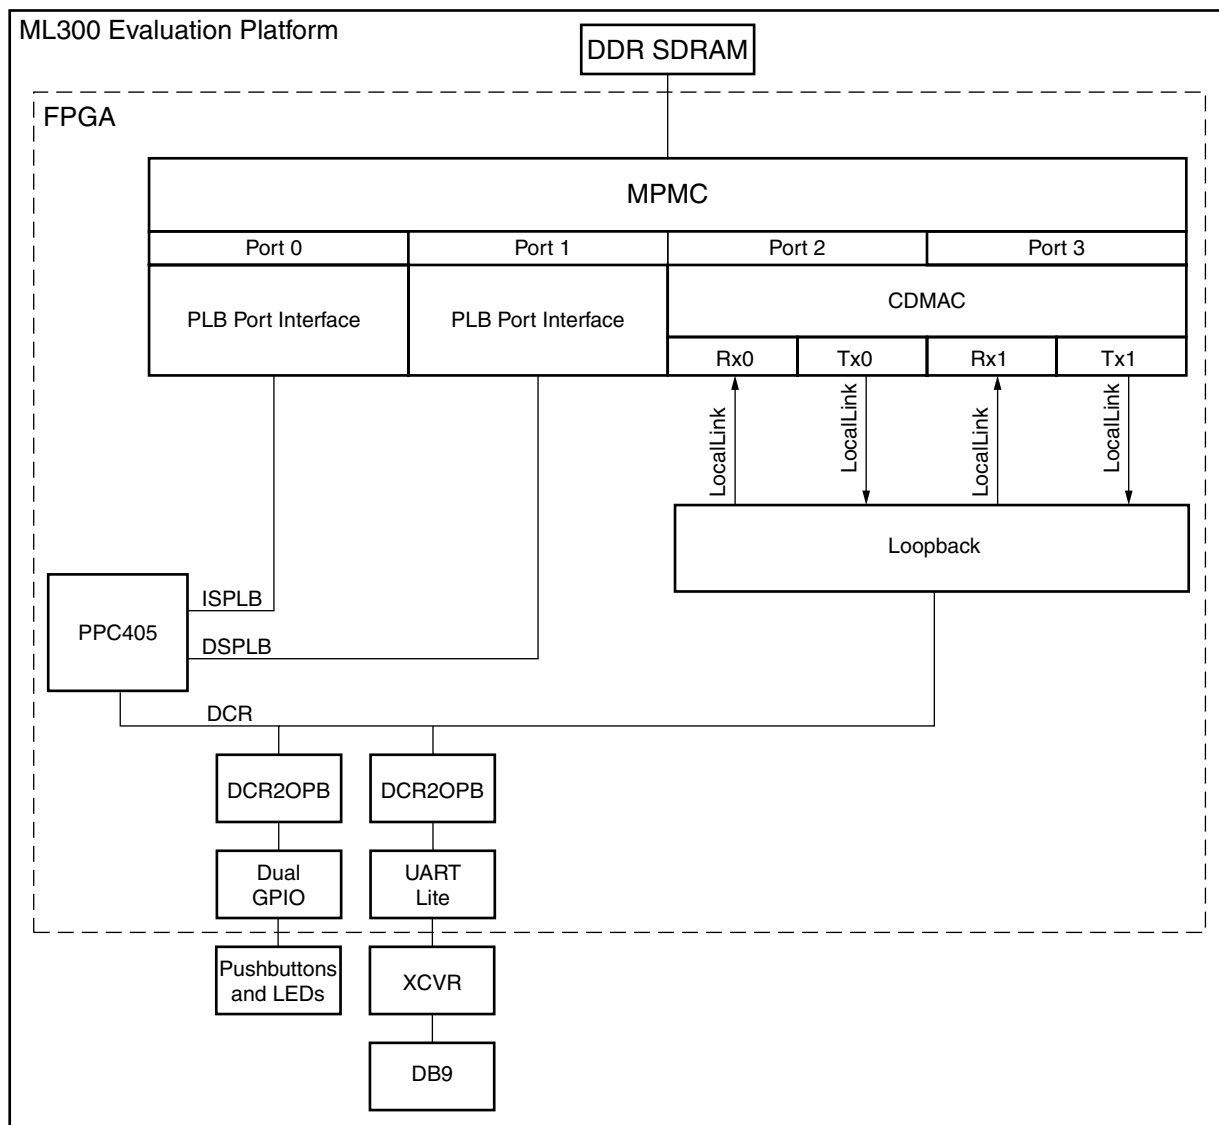 ML300 Evaluation Platform
DDR SDRAM
FPGA
MPMC
Port 0
Port 1
Port 2
Port 3
PLB Port Interface
PLB Port Interface
CDMAC
Rx0
Tx0
Rx1
Tx1
LocalLink
LocalLink
LocalLink
LocalLink
Loopback
PPC405
ISPLB
DSPLB
DCR
DCR2OPB
DCR2OPB
Dual
GPIO
UART
Lite
Pushbuttons
and LEDs
XCVR
DB9